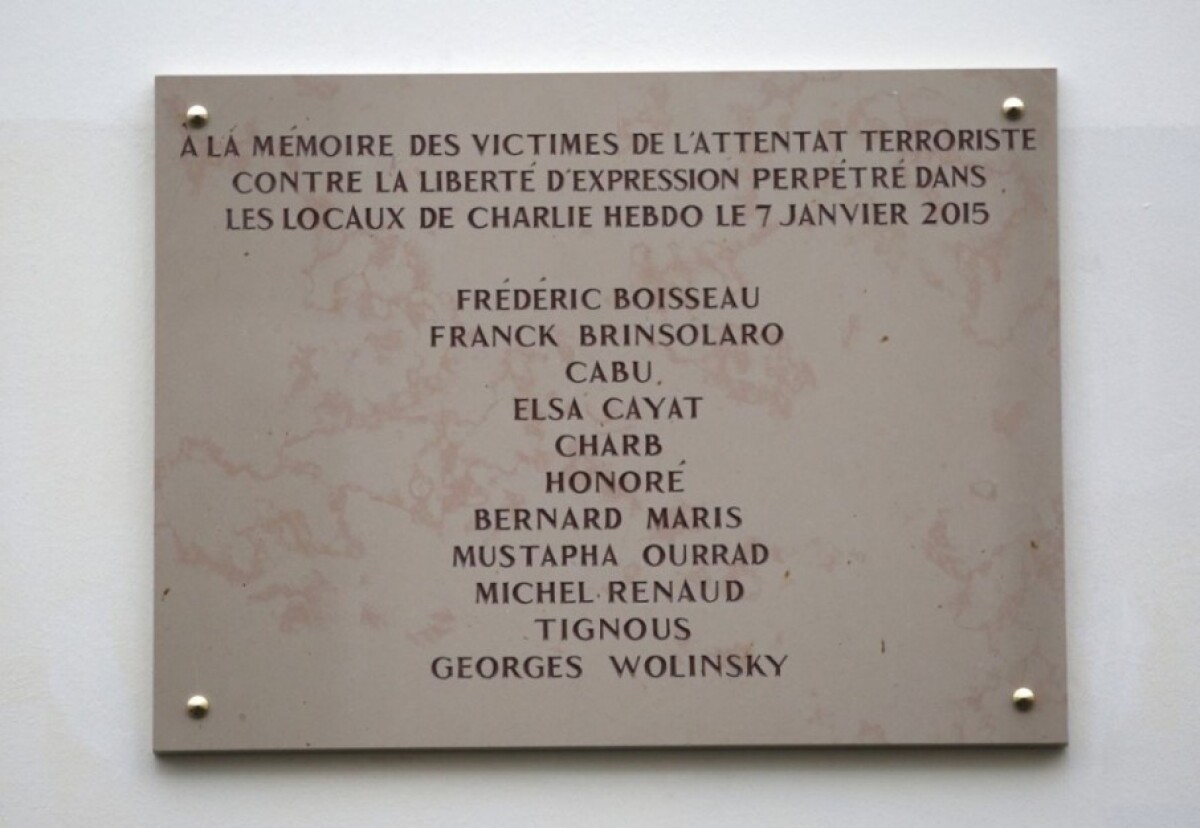 À LA MÉMOIRE DES VICTIMES DE L'ATTENTAT TERRORISTE
CONTRE LA LIBERTÉ D'EXPRESSION PERPÉTRÉ DANS
LES LOCAUX DE CHARLIE HEBDO LE 7 JANVIER 2015
FRÉDÉRIC BOISSEAU
FRANCK BRINSOLARO
CABU
ELSA CAYAT
CHARB
HONORÉ
BERNARD MARIS
MUSTAPHA OURRAD
MICHEL RENAUD
TIGNOUS
GEORGES WOLINSKY